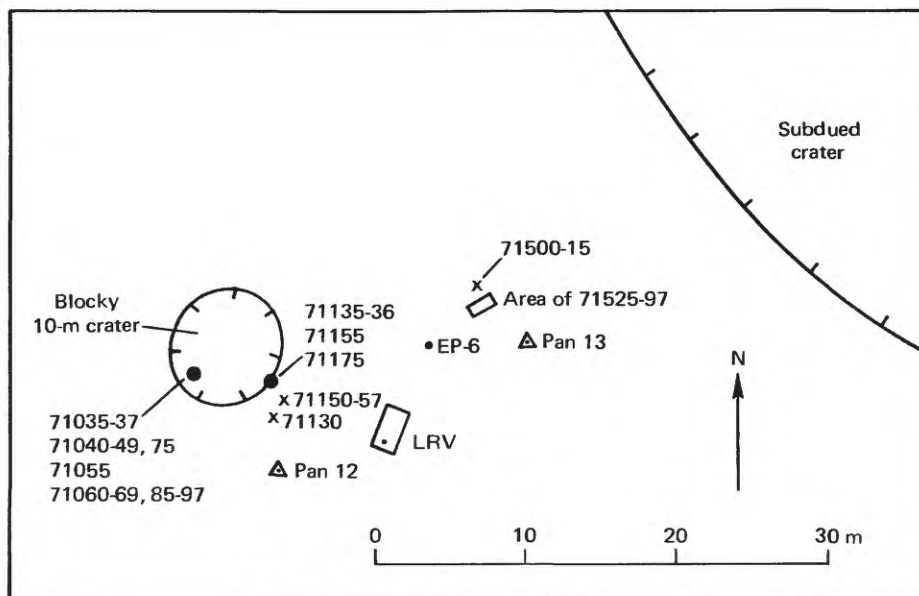 Subdued
crater
71500-15
Area of 71525-97
Blocky
10-m crater
71135-36
71155
71175
EP-6
Pan 13
N
x71150-57
x71130
71035-37
71040-49, 75
71055
71060-69, 85-97
LRV
Pan 12
0 10 20 30 m